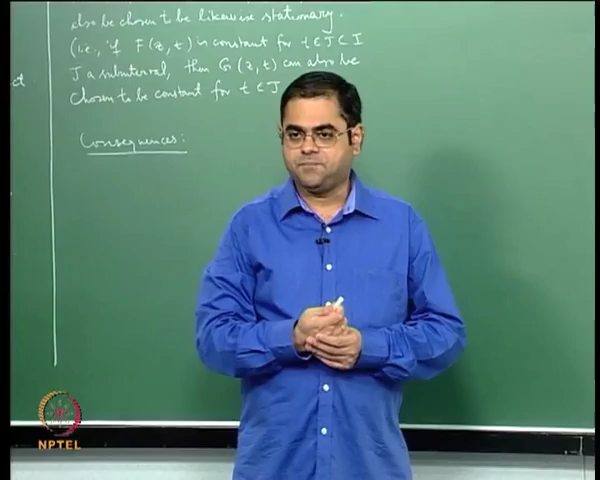 also be chosen to be likewise stationary.
(i.e., if F(z,t) is constant for t ∈ J ⊂ I
ct
J a subinterval, then G(z,t) can also be
chosen to be constant for t ∈ J
Consequences:
NPTEL